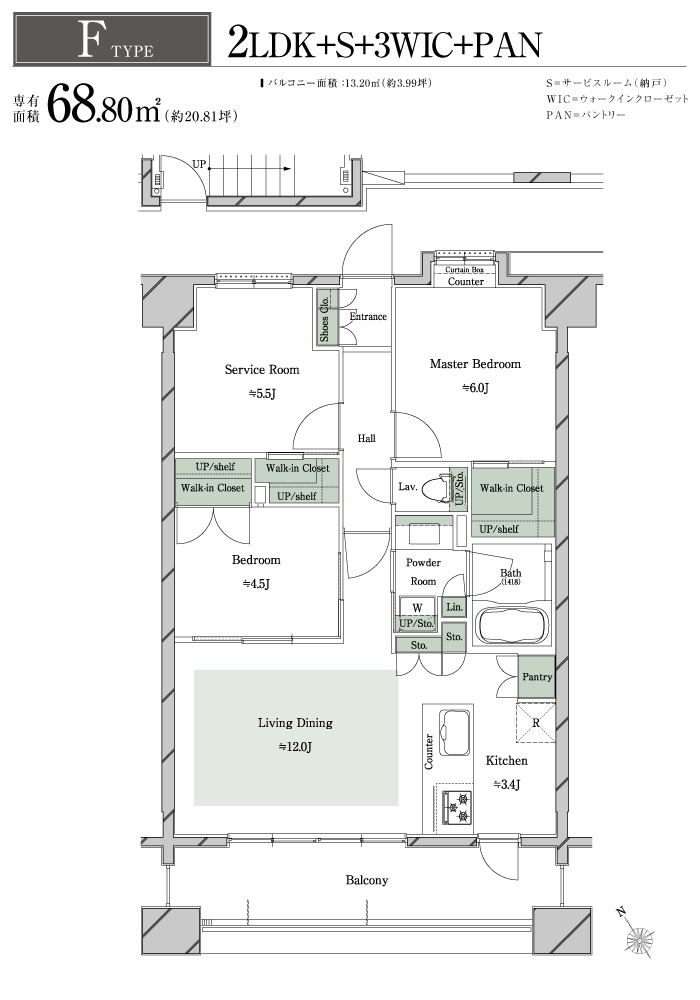 F TYPE
2LDK+S+3WIC+PAN
専有面積 68.80㎡ (約20.81坪)
バルコニー面積：13.20㎡(約3.99坪)
S=サービスルーム（納戸）
WIC=ウォークインクローゼット
PAN=パントリー
UP
Curtain Box
Counter
Shoes Clo.
Entrance
Service Room
≒5.5J
Master Bedroom
≒6.0J
Hall
UP/shelf
Walk-in Closet
Walk-in Closet
UP/shelf
Lav.
UP/Sto.
Walk-in Closet
UP/shelf
Bedroom
≒4.5J
Powder
Room
Bath
(1418)
W
UP/Sto.
Lin.
Sto.
Sto.
Pantry
R
Living Dining
≒12.0J
Counter
Kitchen
≒3.4J
Balcony
N